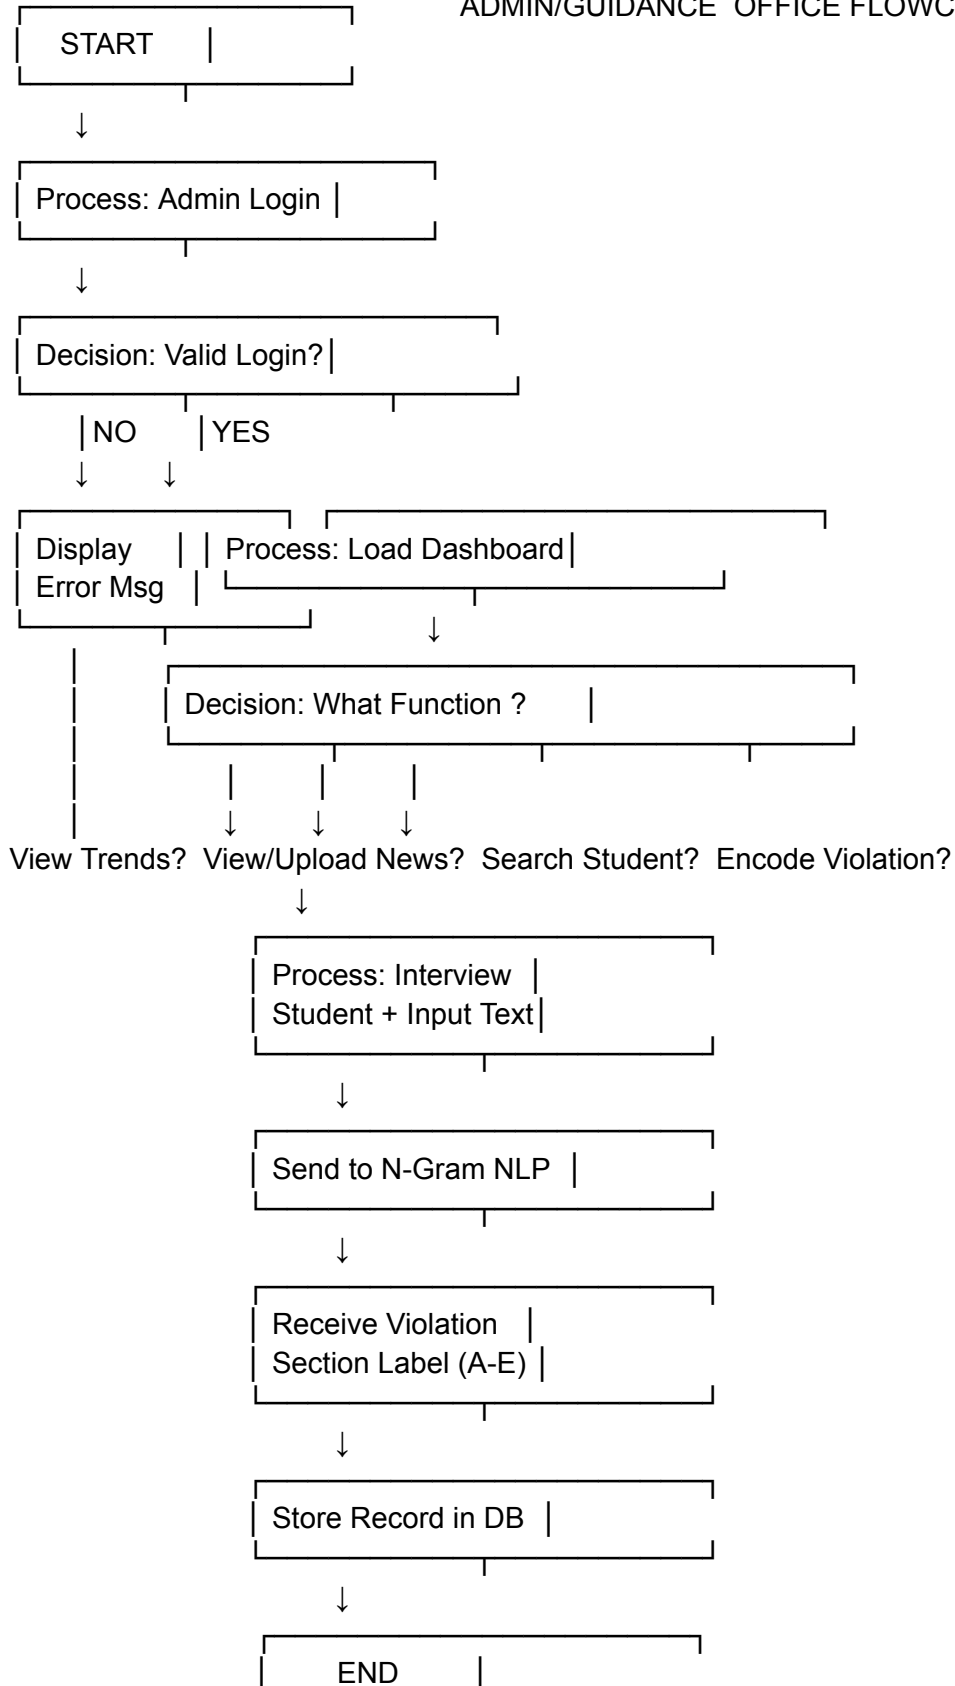 ADMIN/GUIDANCE OFFICE FLOWC
START
Process: Admin Login
Decision: Valid Login?
NO YES
Display
Error Msg
Process: Load Dashboard
Decision: What Function ?
View Trends? View/Upload News? Search Student? Encode Violation?
Process: Interview
Student + Input Text
Send to N-Gram NLP
Receive Violation
Section Label (A-E)
Store Record in DB
END